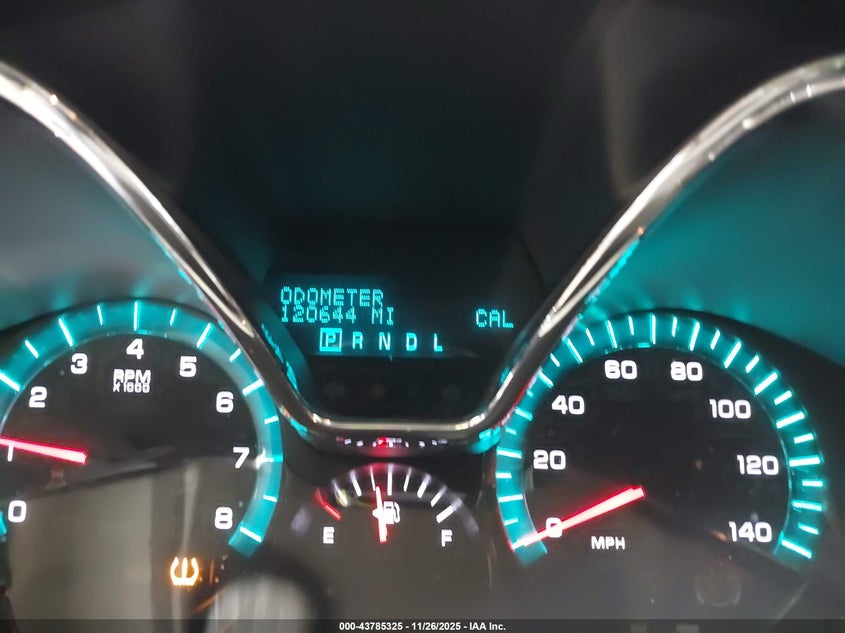 ODOMETER
120644 MI CAL
P R N D L
0 1 2 3 4 5 6 7 8
RPM
X1000
E F
0 20 40 60 80 100 120 140
MPH
000-43785325 - 11/26/2025 - IAA Inc.